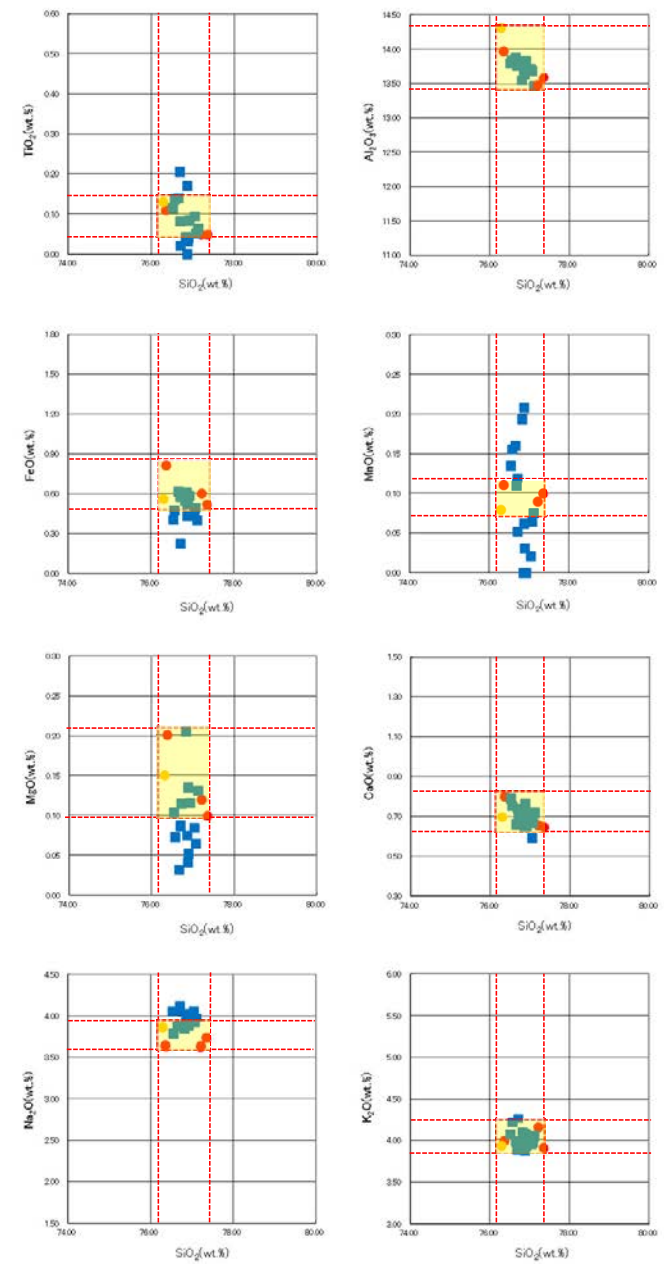 TiO₂(wt.%)
0.60
0.50
0.40
0.30
0.20
0.10
0.00
74.00 76.00 78.00 80.00
SiO₂(wt.%)
Al₂O₃(wt.%)
14.50
14.00
13.50
13.00
12.50
12.00
11.50
11.00
74.00 76.00 78.00 80.00
SiO₂(wt.%)
FeO(wt.%)
1.80
1.50
1.20
0.90
0.60
0.30
0.00
74.00 76.00 78.00 80.00
SiO₂(wt.%)
MnO(wt.%)
0.30
0.25
0.20
0.15
0.10
0.05
0.00
74.00 76.00 78.00 80.00
SiO₂(wt.%)
MgO(wt.%)
0.30
0.25
0.20
0.15
0.10
0.05
0.00
74.00 76.00 78.00 80.00
SiO₂(wt.%)
CaO(wt.%)
1.50
1.30
1.10
0.90
0.70
0.50
0.30
74.00 76.00 78.00 80.00
SiO₂(wt.%)
Na₂O(wt.%)
4.50
4.00
3.50
3.00
2.50
2.00
1.50
74.00 76.00 78.00 80.00
SiO₂(wt.%)
K₂O(wt.%)
6.00
5.50
5.00
4.50
4.00
3.50
3.00
74.00 76.00 78.00 80.00
SiO₂(wt.%)